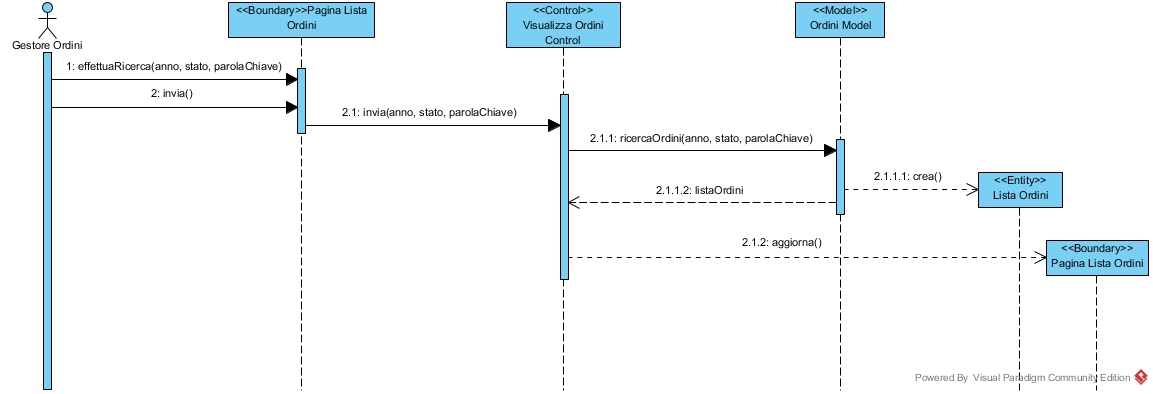 <<Boundary>>Pagina Lista
Ordini
<<Control>>
Visualizza Ordini
Control
<<Model>>
Ordini Model
Gestore Ordini
1: effettuaRicerca(anno, stato, parolaChiave)
2: invia()
2.1: invia(anno, stato, parolaChiave)
2.1.1: ricercaOrdini(anno, stato, parolaChiave)
2.1.1.1: crea()
<<Entity>>
Lista Ordini
2.1.1.2: listaOrdini
2.1.2: aggiorna()
<<Boundary>>
Pagina Lista Ordini
Powered By Visual Paradigm Community Edition